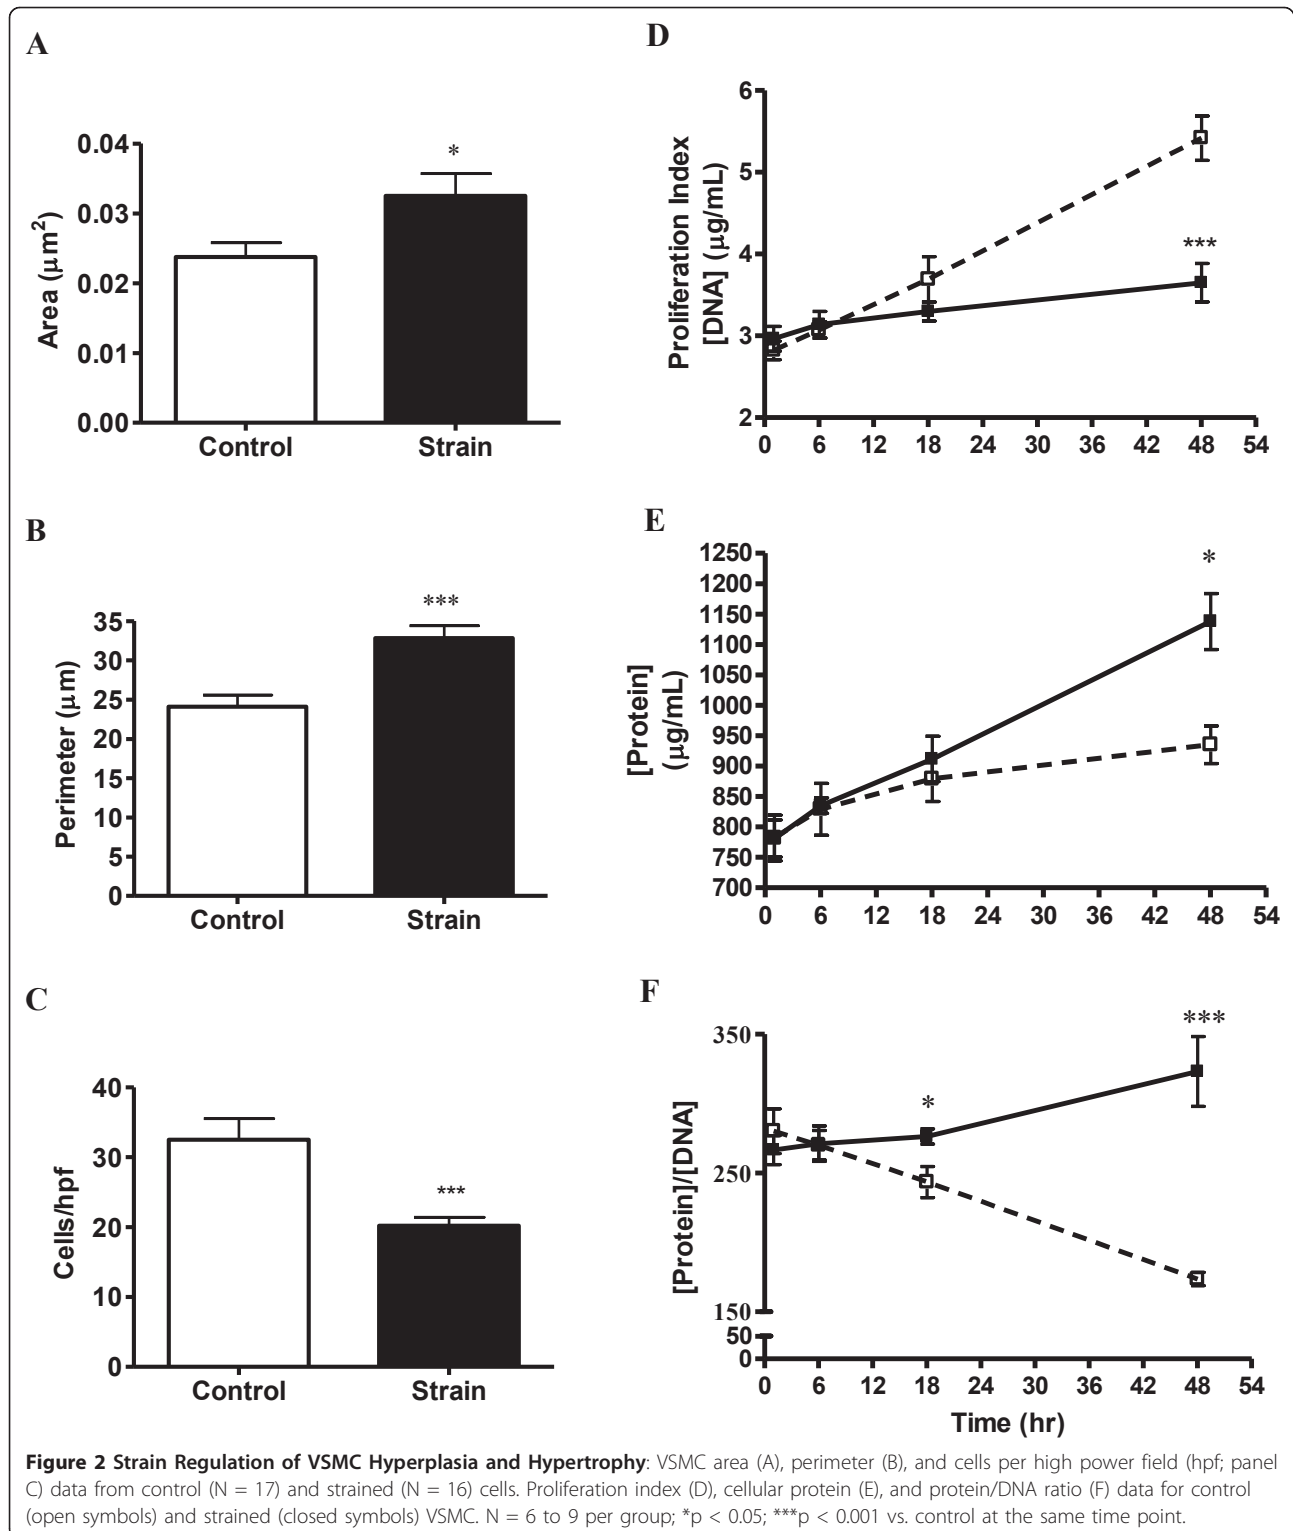 A
Area (μm²)
0.04
0.03
0.02
0.01
0.00
*
Control Strain
B
Perimeter (μm)
35
30
25
20
15
10
5
0
***
Control Strain
C
Cells/hpf
40
30
20
10
0
***
Control Strain
D
Proliferation Index
[DNA] (μg/mL)
6
5
4
3
2
***
0 6 12 18 24 30 36 42 48 54
E
[Protein]
(μg/mL)
1250
1200
1150
1100
1050
1000
950
900
850
800
750
700
*
0 6 12 18 24 30 36 42 48 54
F
[Protein]/[DNA]
350
250
150
50
0
*
***
0 6 12 18 24 30 36 42 48 54
Time (hr)
Figure 2 Strain Regulation of VSMC Hyperplasia and Hypertrophy: VSMC area (A), perimeter (B), and cells per high power field (hpf; panel
C) data from control (N = 17) and strained (N = 16) cells. Proliferation index (D), cellular protein (E), and protein/DNA ratio (F) data for control
(open symbols) and strained (closed symbols) VSMC. N = 6 to 9 per group; *p < 0.05; ***p < 0.001 vs. control at the same time point.